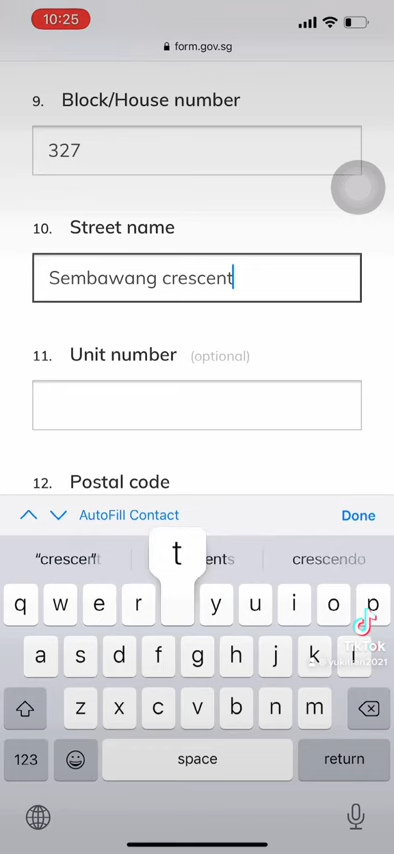 10:25
form.gov.sg
9. Block/House number
327
10. Street name
Sembawang crescent
11. Unit number (optional)
12. Postal code
AutoFill Contact Done
crescendo
t
q w e r y u i o p
a s d f g h j k l
z x c v b n m
123 space return
TikTok